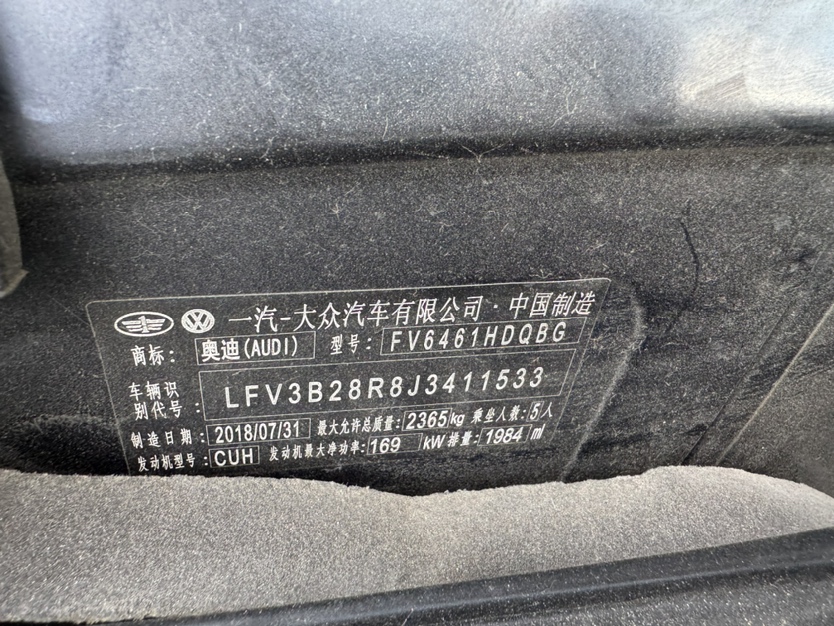 一汽-大众汽车有限公司·中国制造
商标：奥迪(AUDI) 型号：FV6461HDQBG
车辆识别代号：LFV3B28R8J3411533
制造日期：2018/07/31 最大允许总质量：2365kg 乘坐人数：5人
发动机型号：CUH 发动机最大净功率：169 kW 排量：1984 ml